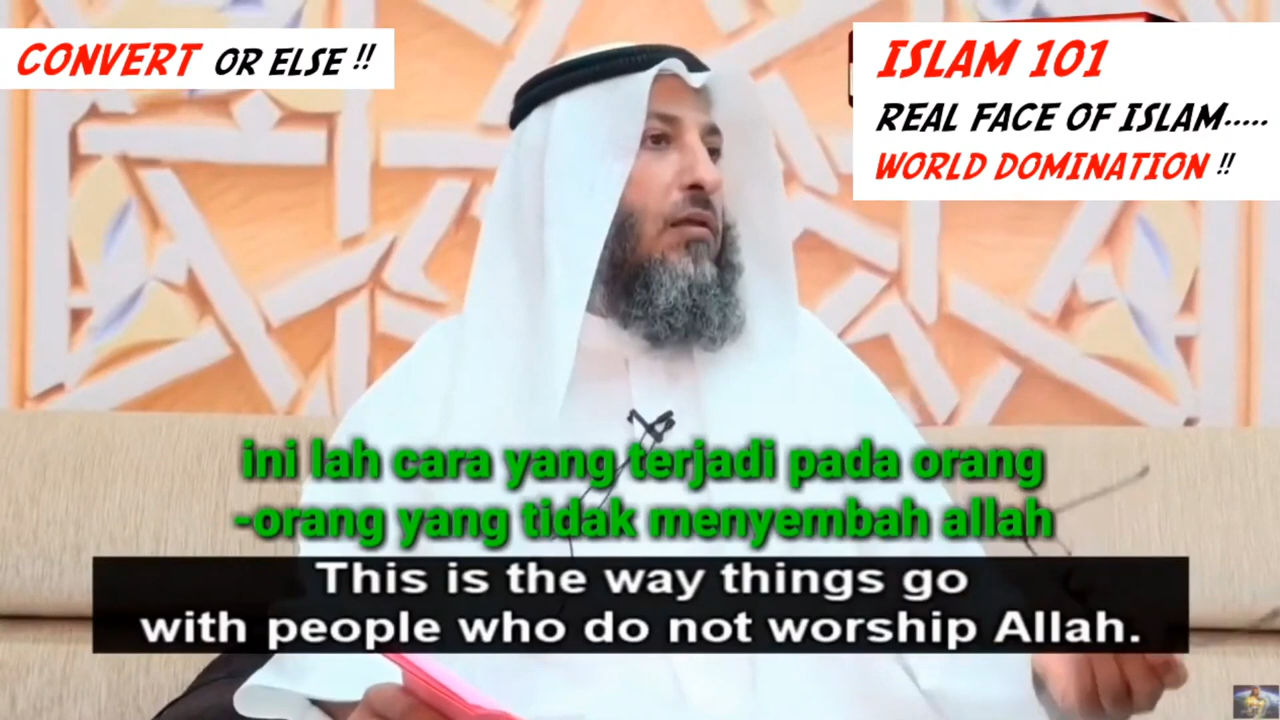 CONVERT OR ELSE !!
ISLAM 101
REAL FACE OF ISLAM.....
WORLD DOMINATION !!
ini lah cara yang terjadi pada orang
-orang yang tidak menyembah allah
This is the way things go
with people who do not worship Allah.